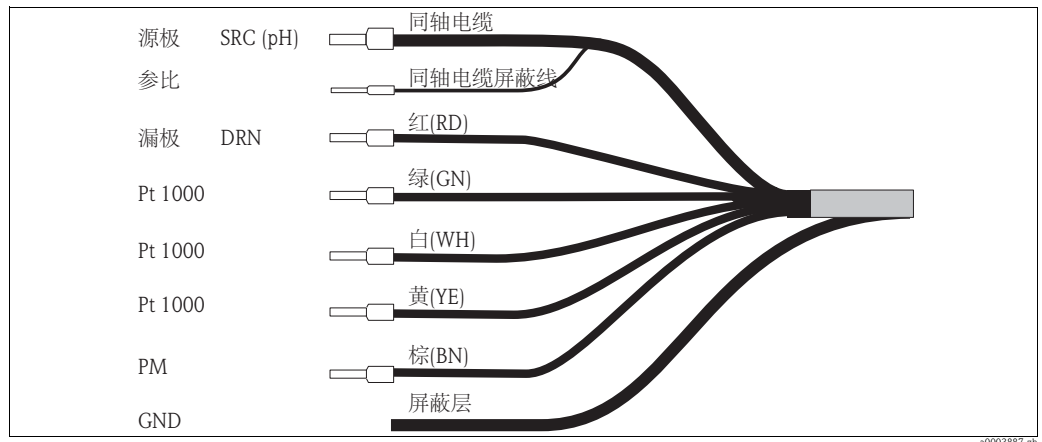 源极 SRC (pH) 同轴电缆
参比 同轴电缆屏蔽线
漏极 DRN 红(RD)
Pt 1000 绿(GN)
Pt 1000 白(WH)
Pt 1000 黄(YE)
PM 棕(BN)
GND 屏蔽层
a0003887-zh